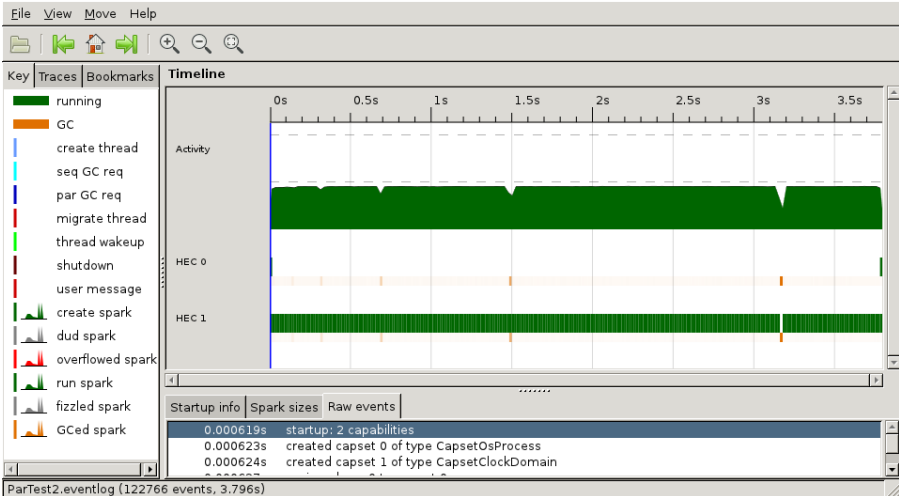 File View Move Help
Key Traces Bookmarks
running
GC
create thread
seq GC req
par GC req
migrate thread
thread wakeup
shutdown
user message
create spark
dud spark
overflowed spark
run spark
fizzled spark
GCed spark
Timeline
0s 0.5s 1s 1.5s 2s 2.5s 3s 3.5s
Activity
HEC 0
HEC 1
Startup info Spark sizes Raw events
0.000619s startup: 2 capabilities
0.000623s created capset 0 of type CapsetOsProcess
0.000624s created capset 1 of type CapsetClockDomain
ParTest2.eventlog (122766 events, 3.796s)